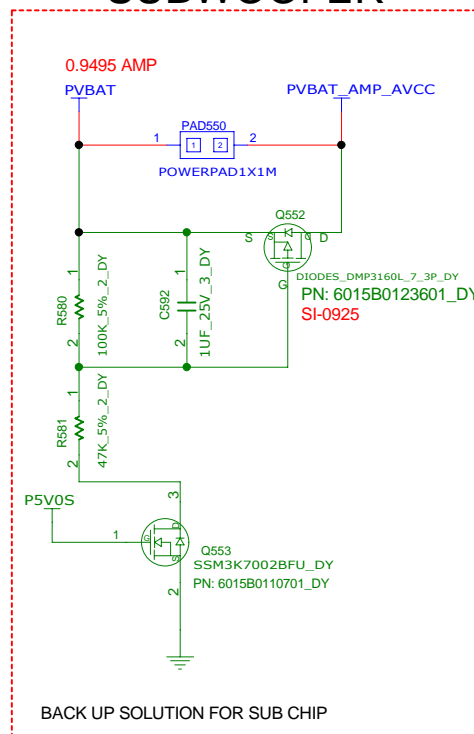 SUBWOOFER
0.9495 AMP
PVBAT
PVBAT_AMP_AVCC
PAD550
1 1 2 2
POWERPAD1X1M
Q552
S S D D
G
DIODES_DMP3160L_7_3P_DY
PN: 6015B0123601_DY
SI-0925
1
R580
100K_5%_2_DY
2
1
C592
1UF_25V_3_DY
2
1
R581
47K_5%_2_DY
2
P5V0S
3
1
G
D
S
Q553
SSM3K7002BFU_DY
PN: 6015B0110701_DY
2
BACK UP SOLUTION FOR SUB CHIP